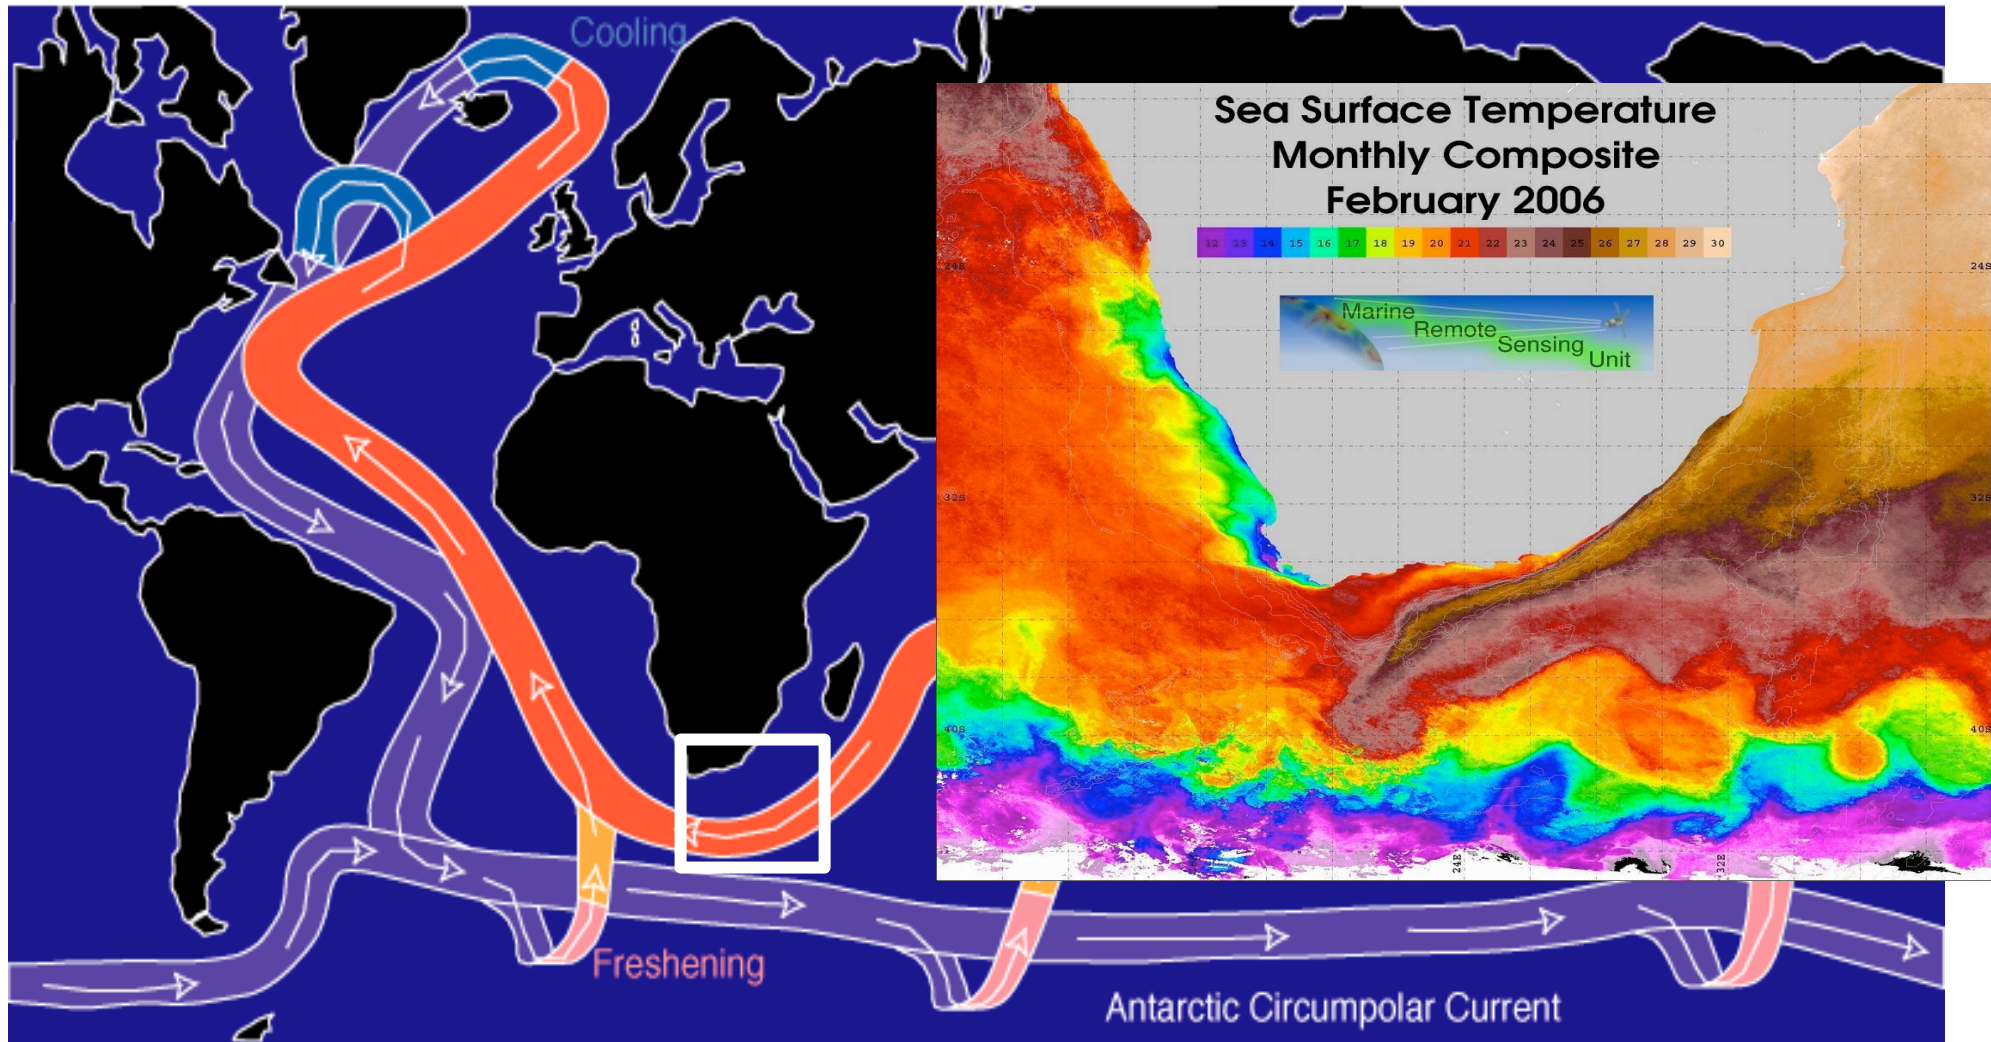 Cooling
Sea Surface Temperature
Monthly Composite
February 2006
12 13 14 15 16 17 18 19 20 21 22 23 24 25 26 27 28 29 30
Marine
Remote
Sensing
Unit
24S 24S
32S 32S
40S 40S
24E 32E
Freshening
Antarctic Circumpolar Current